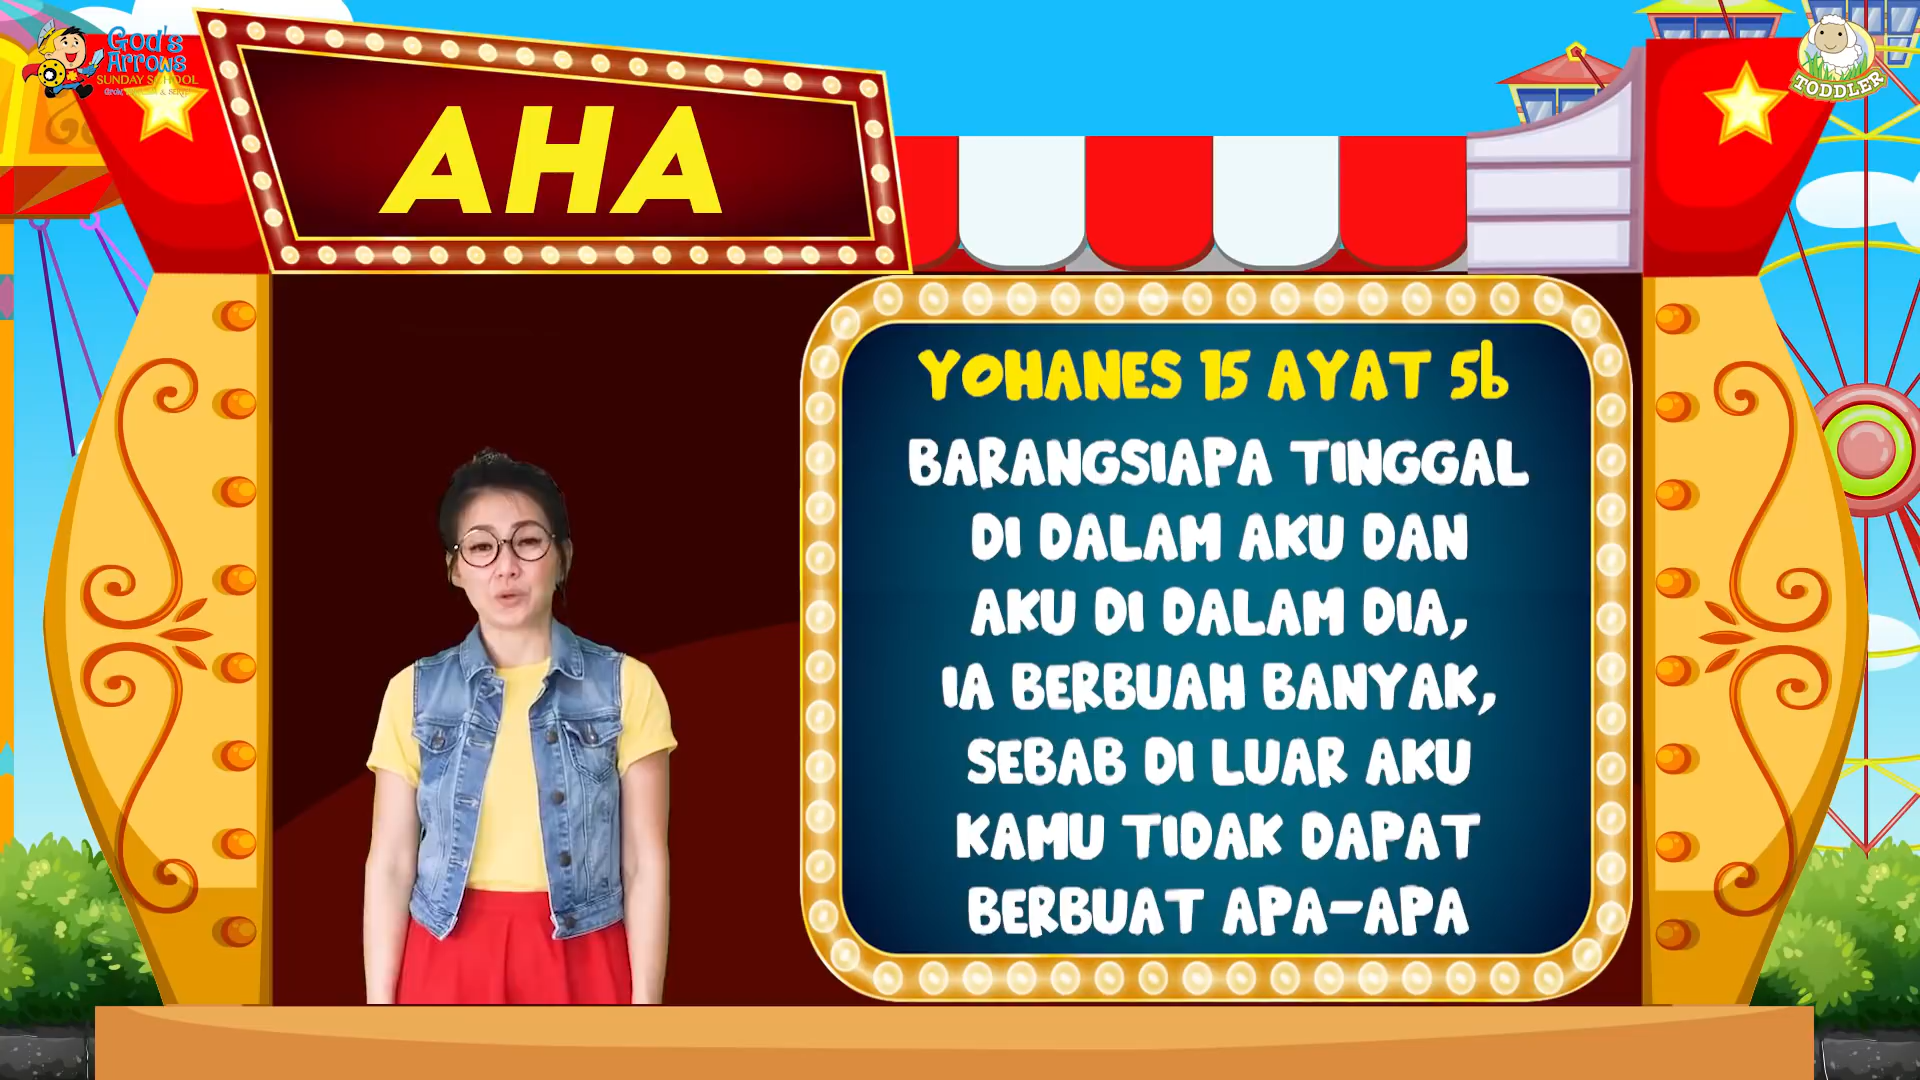 God's
Arrows
SUNDAY SCHOOL
TODDLER
AHA
YOHANES 15 AYAT 5b
BARANGSIAPA TINGGAL
DI DALAM AKU DAN
AKU DI DALAM DIA,
IA BERBUAH BANYAK,
SEBAB DI LUAR AKU
KAMU TIDAK DAPAT
BERBUAT APA-APA